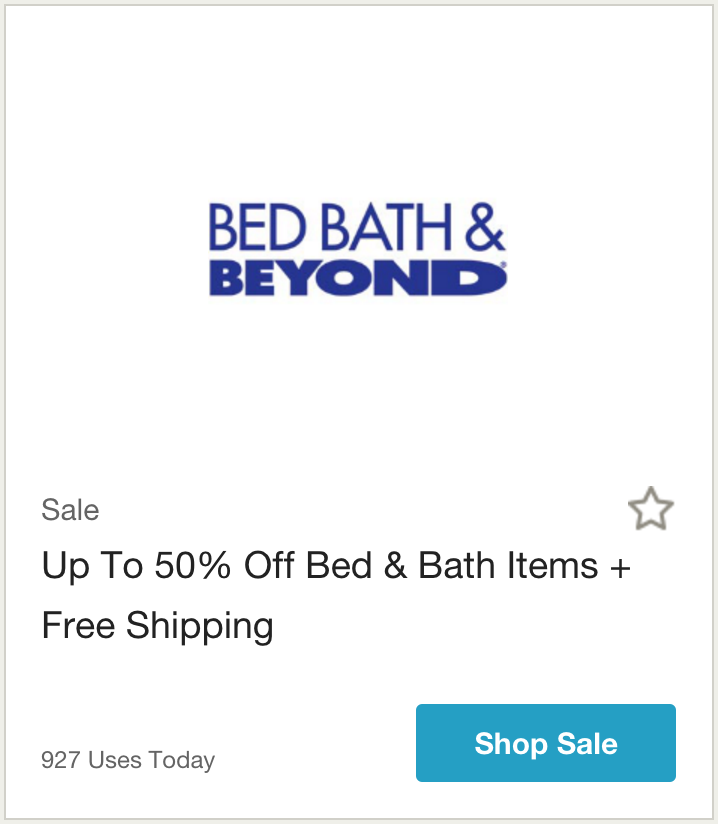 BED BATH &
BEYOND®
Sale
Up To 50% Off Bed & Bath Items +
Free Shipping
927 Uses Today
Shop Sale